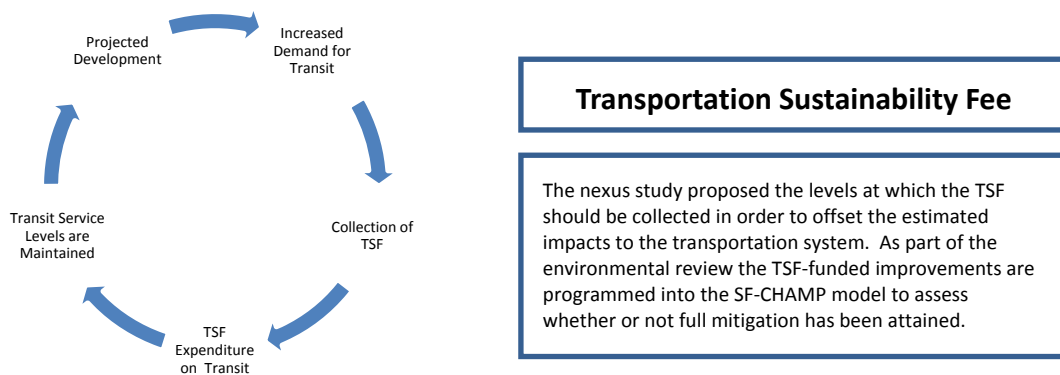 Projected
Development
Increased
Demand for
Transit
Collection of
TSF
TSF
Expenditure
on Transit
Transit Service
Levels are
Maintained
Transportation Sustainability Fee
The nexus study proposed the levels at which the TSF
should be collected in order to offset the estimated
impacts to the transportation system. As part of the
environmental review the TSF-funded improvements are
programmed into the SF-CHAMP model to assess
whether or not full mitigation has been attained.